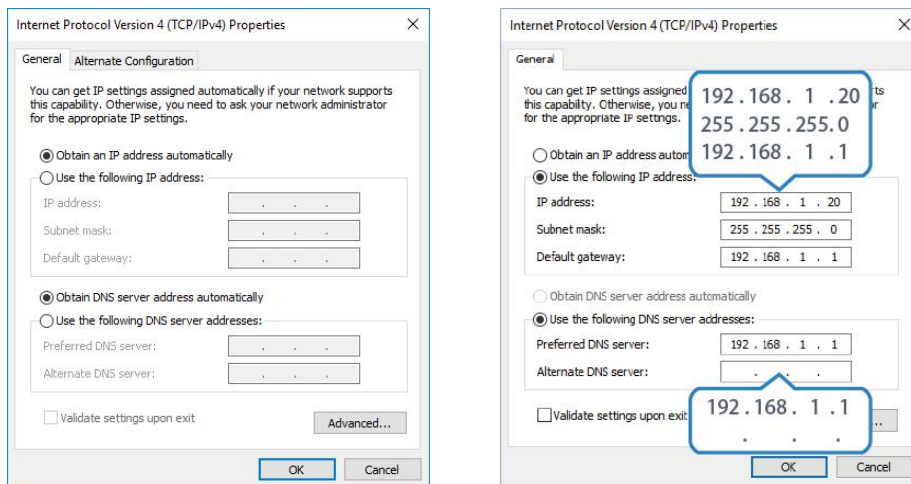 Internet Protocol Version 4 (TCP/IPv4) Properties
General Alternate Configuration
You can get IP settings assigned automatically if your network supports
this capability. Otherwise, you need to ask your network administrator
for the appropriate IP settings.
Obtain an IP address automatically
Use the following IP address:
IP address: . . .
Subnet mask: . . .
Default gateway: . . .
Obtain DNS server address automatically
Use the following DNS server addresses:
Preferred DNS server: . . .
Alternate DNS server: . . .
Validate settings upon exit
Advanced...
OK Cancel
Internet Protocol Version 4 (TCP/IPv4) Properties
General
You can get IP settings assigned
this capability. Otherwise, you
for the appropriate IP settings.
192.168. 1 .20
255.255.255.0
192.168. 1 .1
Obtain an IP address
Use the following IP address:
IP address: 192 . 168 . 1 . 20
Subnet mask: 255 . 255 . 255 . 0
Default gateway: 192 . 168 . 1 . 1
Obtain DNS server address automatically
Use the following DNS server addresses:
Preferred DNS server: 192 . 168 . 1 . 1
Alternate DNS server: . . .
Validate settings upon exit
192.168. 1 .1
. . .
OK Cancel